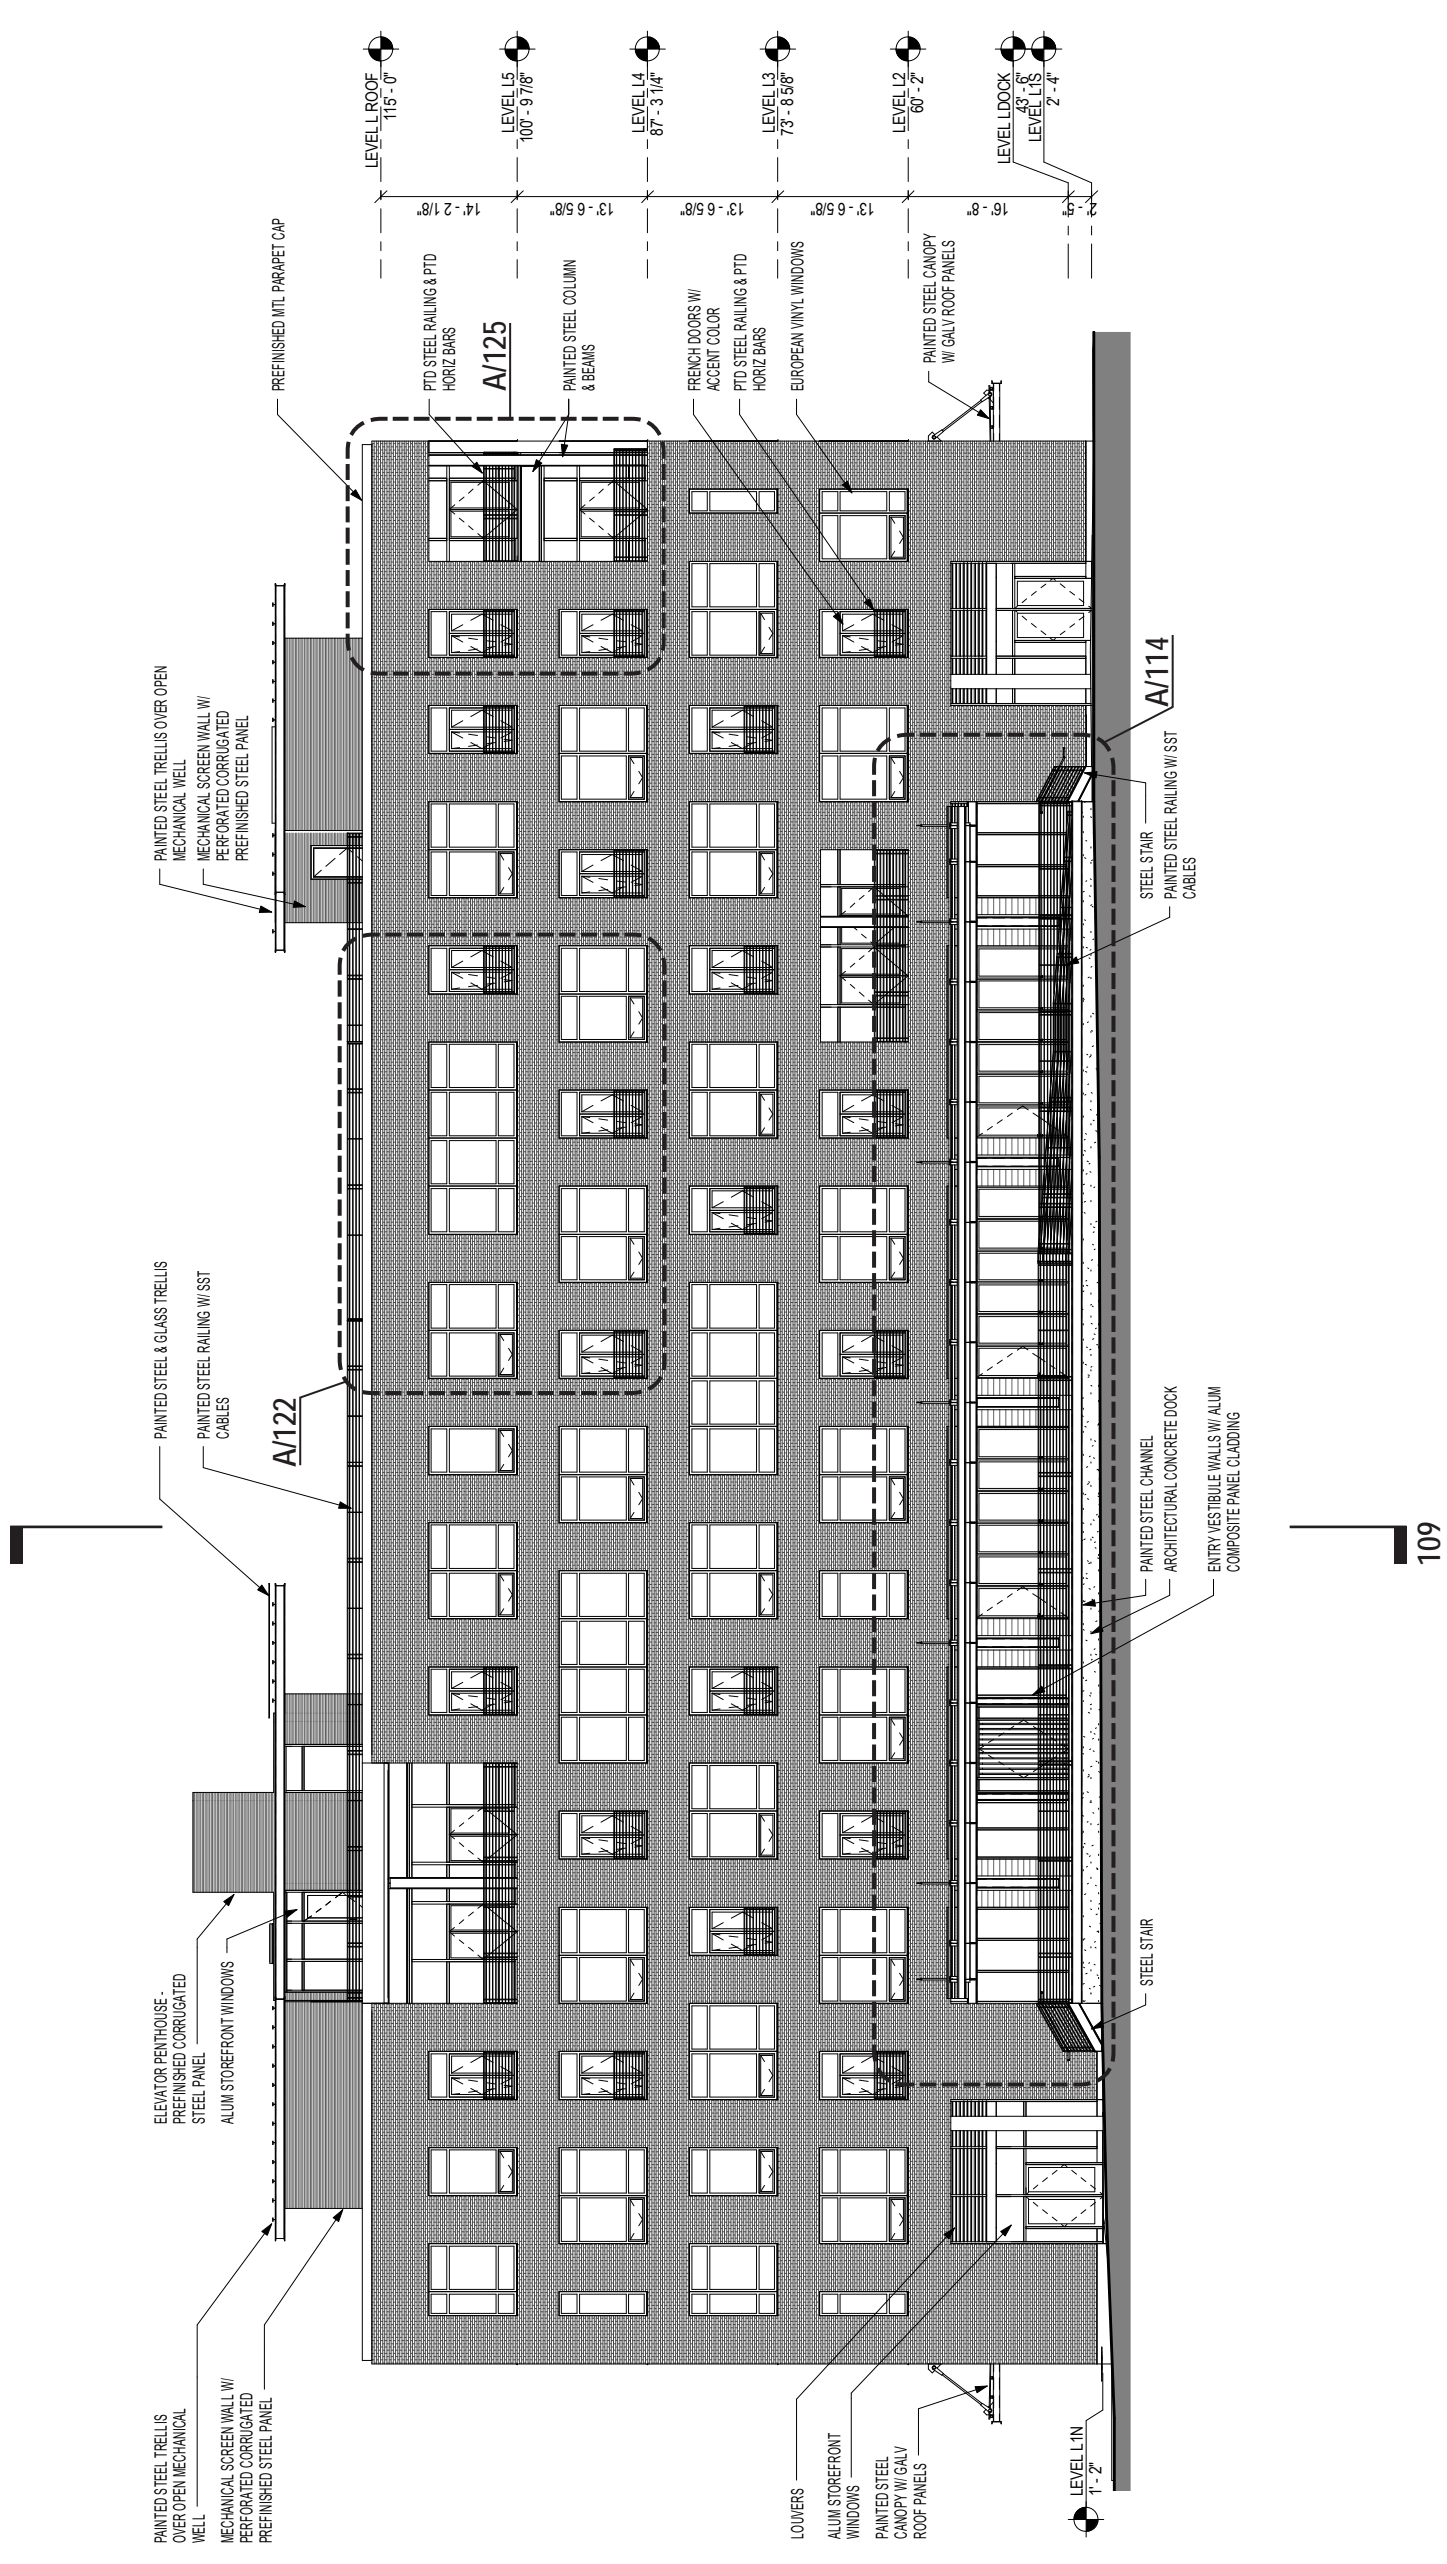 PAINTED STEEL TRELLIS
OVER OPEN MECHANICAL
WELL
MECHANICAL SCREEN WALL W/
PERFORATED CORRUGATED
PREFINISHED STEEL PANEL
ELEVATOR PENTHOUSE -
PREFINISHED CORRUGATED
STEEL PANEL
ALUM STOREFRONT WINDOWS
PAINTED STEEL & GLASS TRELLIS
PAINTED STEEL RAILING W/ SST
CABLES
A/122
PAINTED STEEL TRELLIS OVER OPEN
MECHANICAL WELL
MECHANICAL SCREEN WALL W/
PERFORATED CORRUGATED
PREFINISHED STEEL PANEL
PREFINISHED MTL PARAPET CAP
PTD STEEL RAILING & PTD
HORIZ BARS
A/125
PAINTED STEEL COLUMN
& BEAMS
FRENCH DOORS W/
ACCENT COLOR
PTD STEEL RAILING & PTD
HORIZ BARS
EUROPEAN VINYL WINDOWS
PAINTED STEEL CANOPY
W/ GALV ROOF PANELS
LEVEL L ROOF
115' - 0"
LEVEL L5
100' - 9 7/8"
LEVEL L4
87' - 3 1/4"
LEVEL L3
73' - 8 5/8"
LEVEL L2
60' - 2"
LEVEL LDOCK
43' - 6"
LEVEL L1S
2' - 4"
14' - 2 1/8"
13' - 6 5/8"
13' - 6 5/8"
13' - 6 5/8"
16' - 8"
2' - 5"
LOUVERS
ALUM STOREFRONT
WINDOWS
PAINTED STEEL
CANOPY W/ GALV
ROOF PANELS
LEVEL L1N
1' - 2"
STEEL STAIR
PAINTED STEEL CHANNEL
ARCHITECTURAL CONCRETE DOCK
ENTRY VESTIBULE WALLS W/ ALUM
COMPOSITE PANEL CLADDING
STEEL STAIR
PAINTED STEEL RAILING W/ SST
CABLES
A/114
109